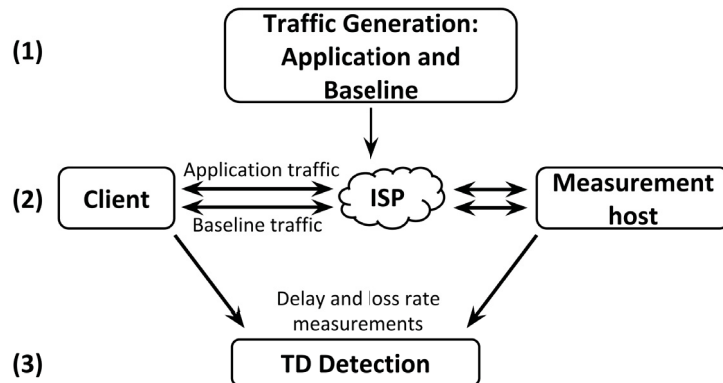 (1)
Traffic Generation:
Application and
Baseline
Application traffic
(2)
Client
ISP
Measurement
host
Baseline traffic
Delay and loss rate
measurements
(3)
TD Detection